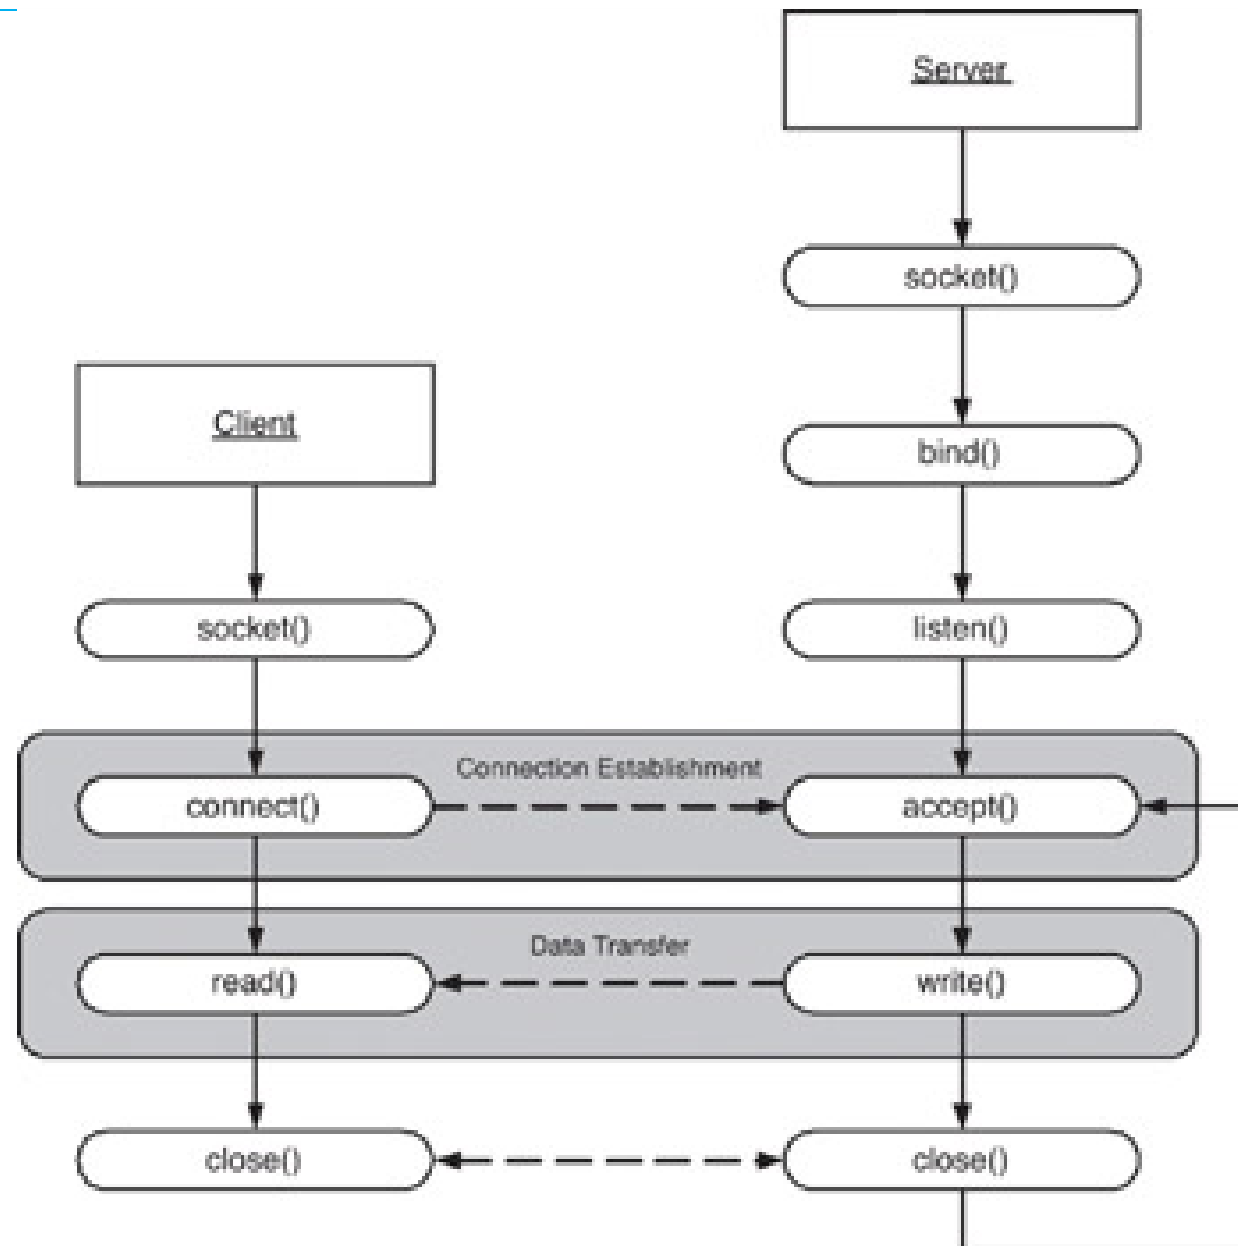 Server
socket()
Client
bind()
socket()
listen()
Connection Establishment
connect()
accept()
Data Transfer
read()
write()
close()
close()